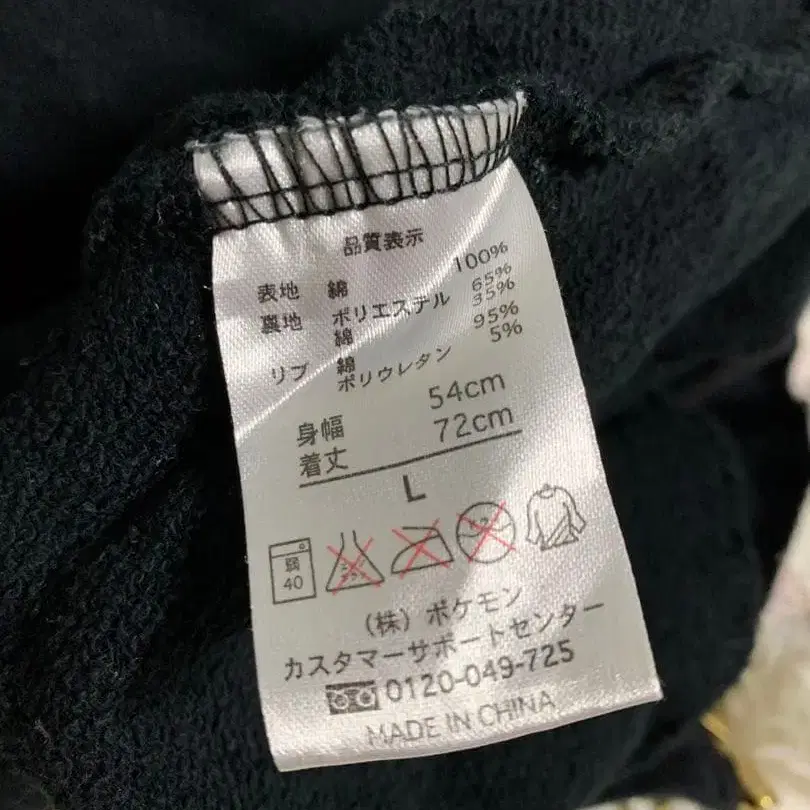 品質表示
表地 綿 100%
裏地 ポリエステル 65%
綿 35%
リブ 綿 95%
ポリウレタン 5%
身幅 54cm
着丈 72cm
L
弱
40
(株) ポケモン
カスタマーサポートセンター
0120-049-725
MADE IN CHINA